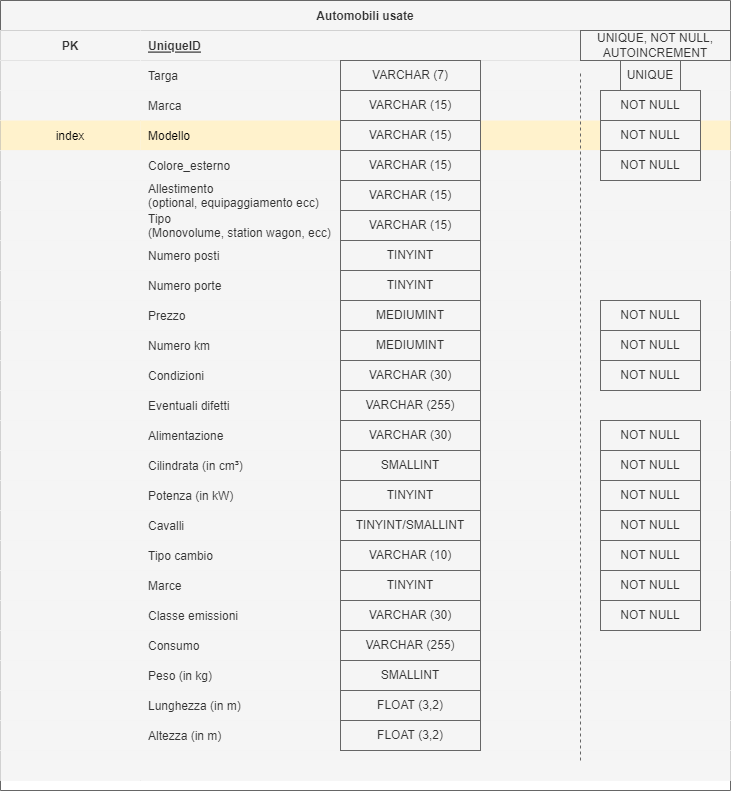 Automobili usate
PK UniqueID UNIQUE, NOT NULL,
AUTOINCREMENT
Targa VARCHAR (7) UNIQUE
Marca VARCHAR (15) NOT NULL
index Modello VARCHAR (15) NOT NULL
Colore_esterno VARCHAR (15) NOT NULL
Allestimento
(optional, equipaggiamento ecc) VARCHAR (15)
Tipo
(Monovolume, station wagon, ecc) VARCHAR (15)
Numero posti TINYINT
Numero porte TINYINT
Prezzo MEDIUMINT NOT NULL
Numero km MEDIUMINT NOT NULL
Condizioni VARCHAR (30) NOT NULL
Eventuali difetti VARCHAR (255)
Alimentazione VARCHAR (30) NOT NULL
Cilindrata (in cm³) SMALLINT NOT NULL
Potenza (in kW) TINYINT NOT NULL
Cavalli TINYINT/SMALLINT NOT NULL
Tipo cambio VARCHAR (10) NOT NULL
Marce TINYINT NOT NULL
Classe emissioni VARCHAR (30) NOT NULL
Consumo VARCHAR (255)
Peso (in kg) SMALLINT
Lunghezza (in m) FLOAT (3,2)
Altezza (in m) FLOAT (3,2)